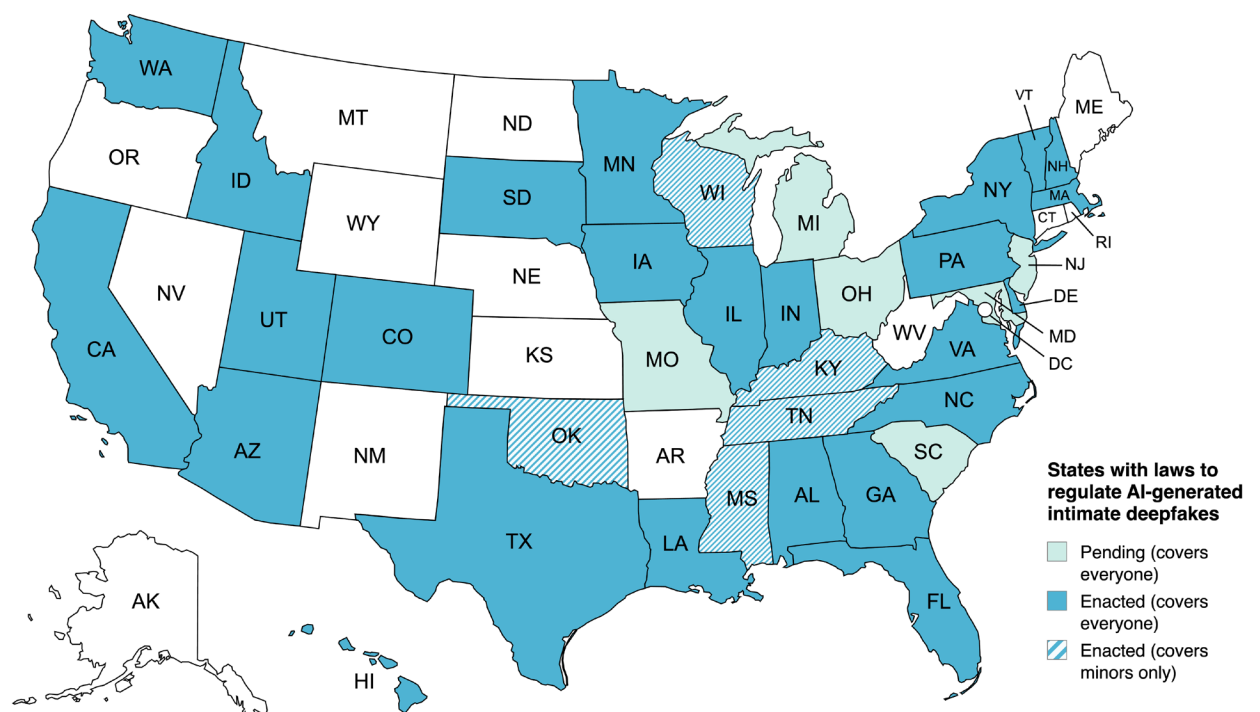 WA
MT
ND
MN
VT
ME
OR
ID
SD
WI
NH
NY
MA
WY
MI
CT
RI
IA
PA
NJ
NE
NV
OH
DE
UT
IL
IN
CO
WV
MD
CA
KS
MO
VA
DC
KY
NC
TN
OK
AZ
NM
AR
SC
MS
AL
GA
TX
LA
AK
FL
HI
States with laws to
regulate AI-generated
intimate deepfakes
Pending (covers
everyone)
Enacted (covers
everyone)
Enacted (covers
minors only)